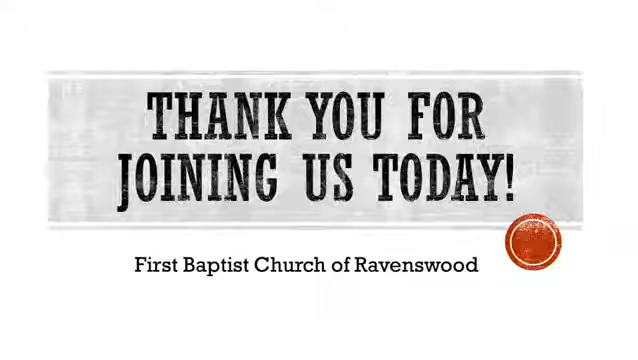 THANK YOU FOR
JOINING US TODAY!
First Baptist Church of Ravenswood